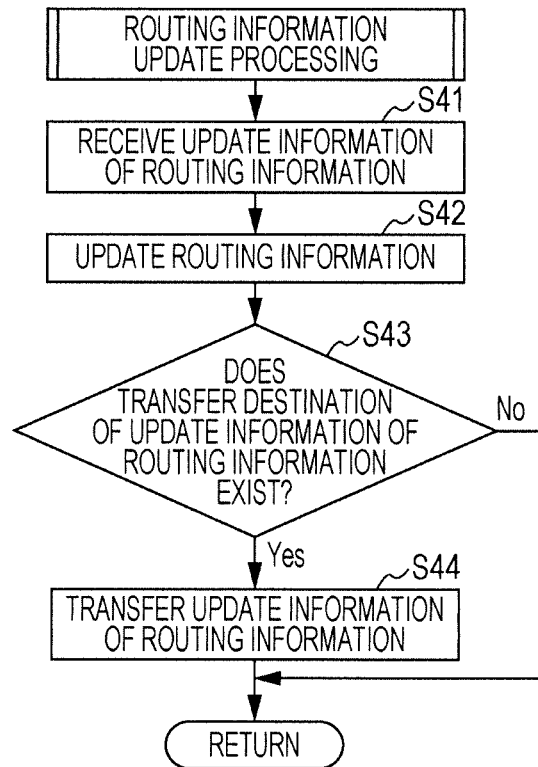 ROUTING INFORMATION
UPDATE PROCESSING
S41
RECEIVE UPDATE INFORMATION
OF ROUTING INFORMATION
S42
UPDATE ROUTING INFORMATION
S43
DOES
TRANSFER DESTINATION
OF UPDATE INFORMATION OF
ROUTING INFORMATION
EXIST?
No
Yes
S44
TRANSFER UPDATE INFORMATION
OF ROUTING INFORMATION
RETURN